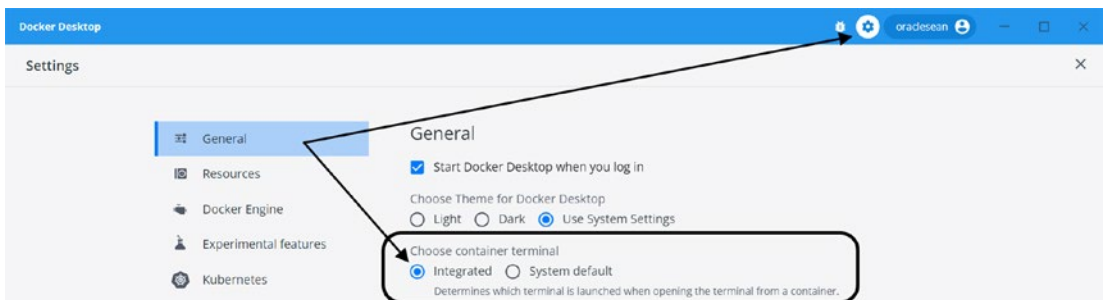 Docker Desktop
oradesean
Settings
General
Resources
Docker Engine
Experimental features
Kubernetes
General
Start Docker Desktop when you log in
Choose Theme for Docker Desktop
Light Dark Use System Settings
Choose container terminal
Integrated System default
Determines which terminal is launched when opening the terminal from a container.